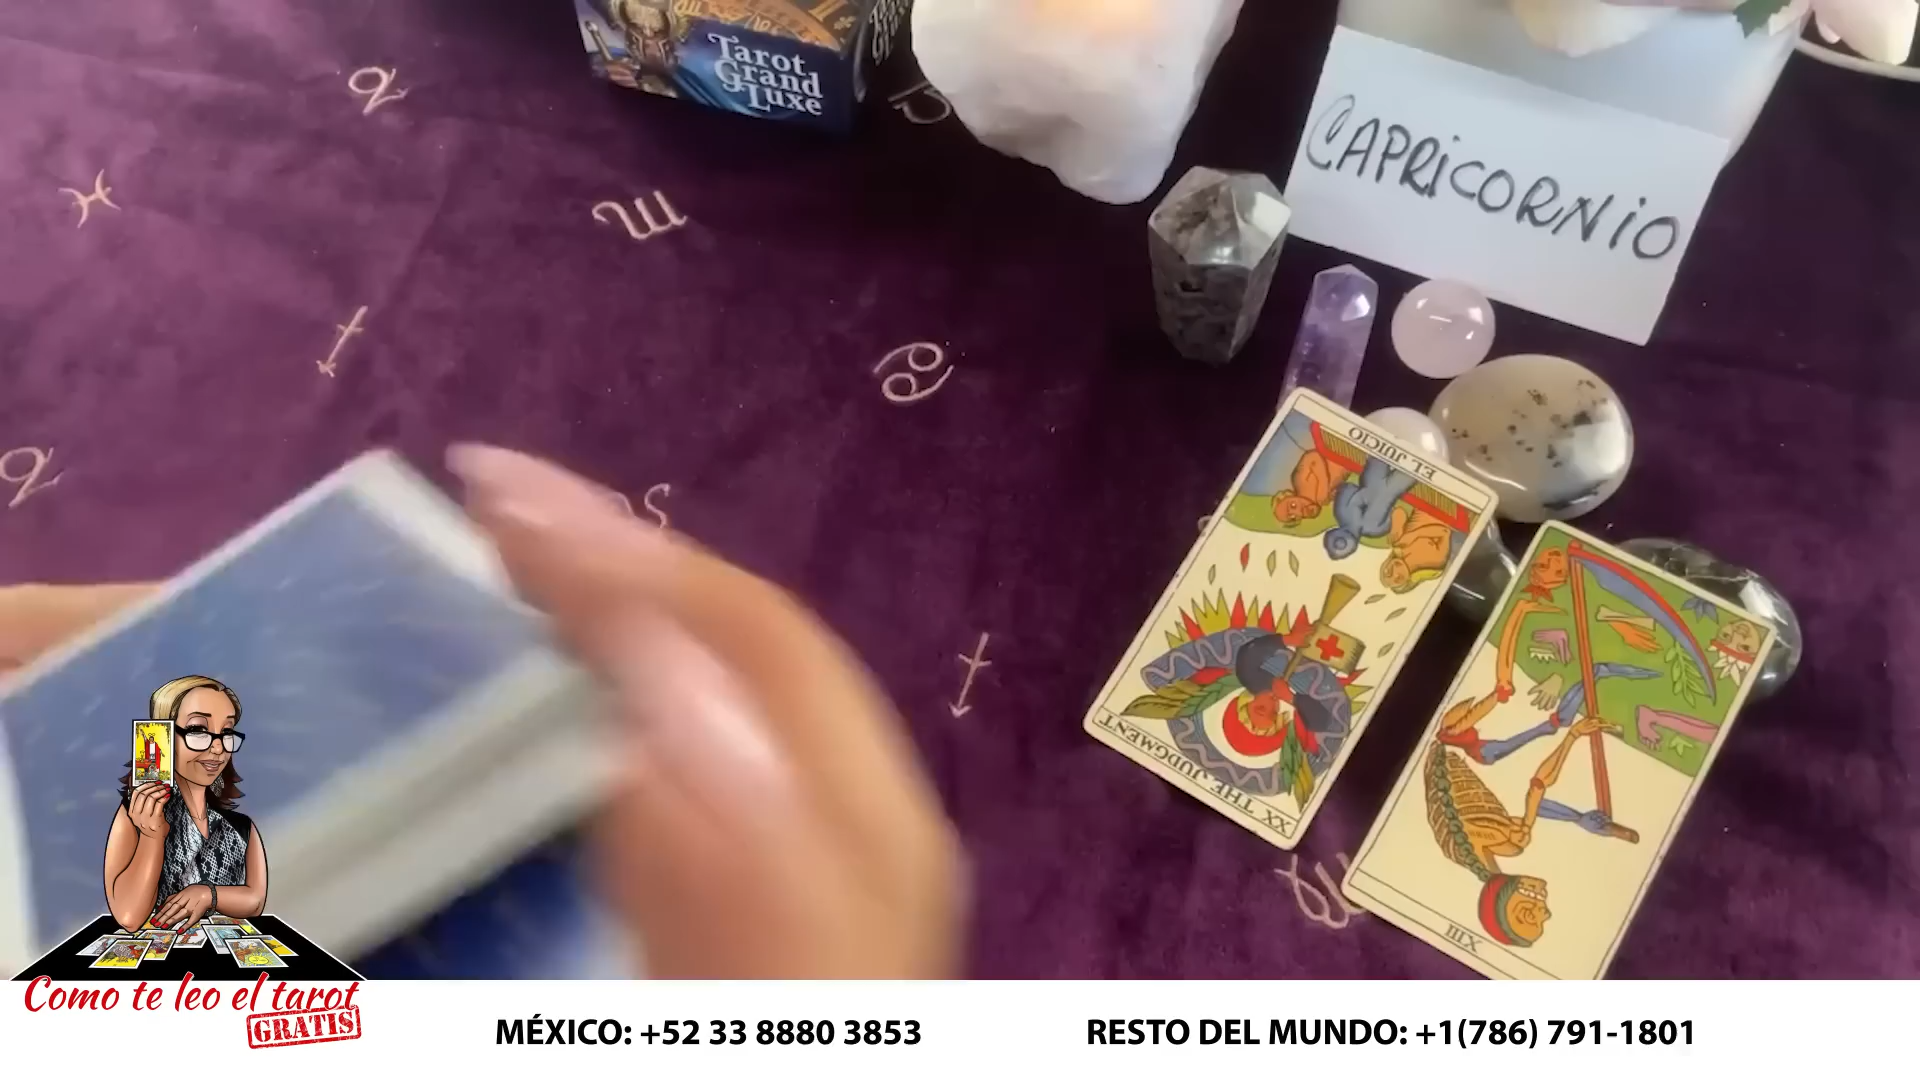 Tarot
Grand
Luxe
CAPRICORNIO
EL JUICIO
XX THE JUDGMENT
XIII
Como te leo el tarot
GRATIS
MÉXICO: +52 33 8880 3853
RESTO DEL MUNDO: +1(786) 791-1801